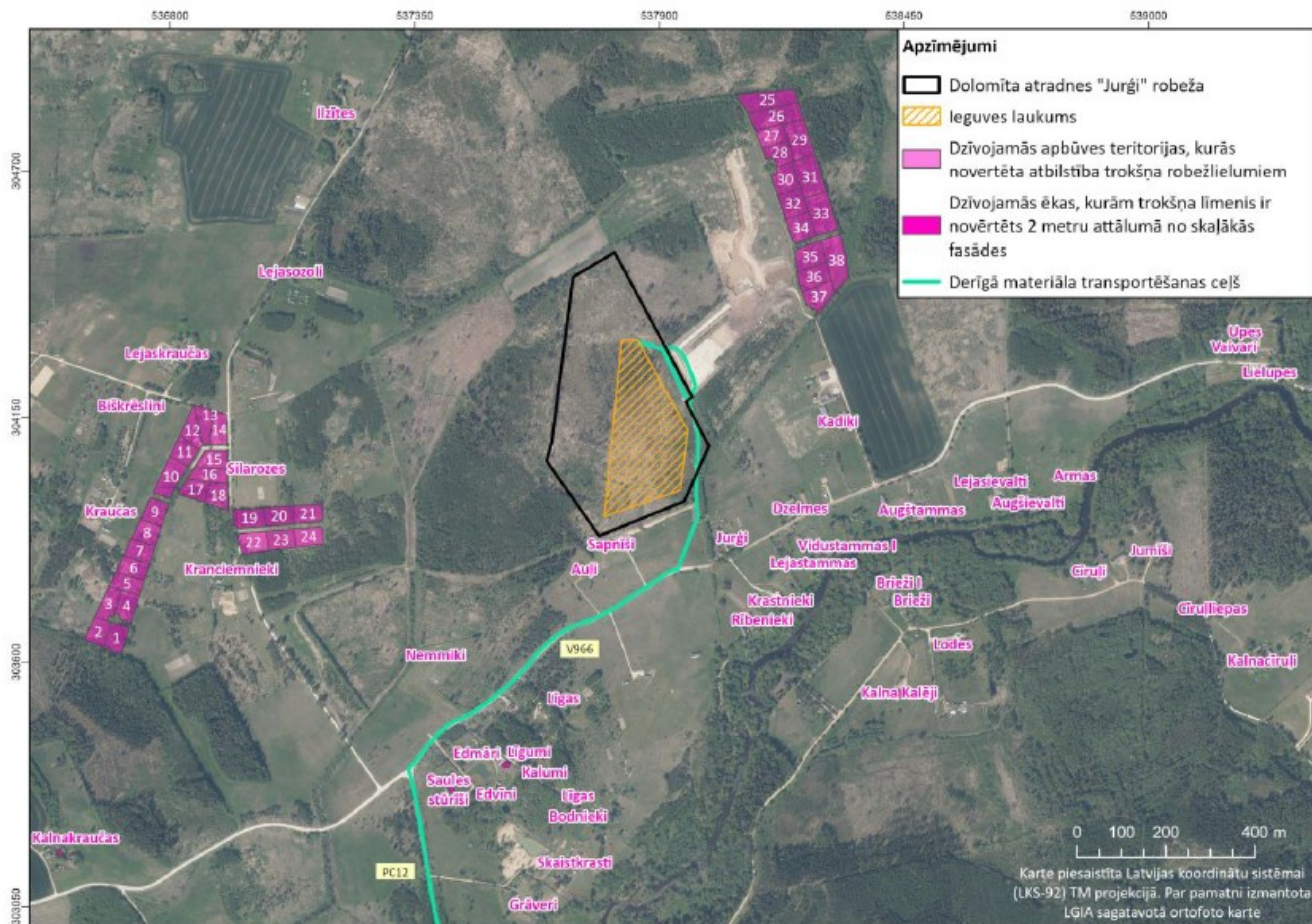 536800 537350 537900 538450 539000
Apzīmējumi
Dolomīta atradnes "Jurģi" robeža
Ieguves laukums
Dzīvojamās apbūves teritorijas, kurās
novertēta atbilstība trokšņa robežlielumiem
Dzīvojamās ēkas, kurām trokšņa līmenis ir
novērtēts 2 metru attālumā no skaļākās
fasādes
Derīgā materiāla transportēšanas ceļš
304700
304150
303600
303050
Ilzītes
25
26
27 29
28
30 31
32 33
34
35 38
36
37
Lejasozoli
Lejaskraučas
Biškrēsliņi
13
12 14
11 15
16 Silarozes
10 17 18
Kraučas 9
19 20 21
8
22 23 24
7
6 Kranciemnieki
5
3 4
2 1
Upes
Vaivari
Lielupes
Kadiķi
Armas
Lejasievalti
Augšievalti
Dzelmes
Augštammas
Sapnīši
Jurģi
Vidustammas I
Lejastammas
Auļi
Jumīši
Cīruļi
Brieži I
Brieži
Krastnieki
Rībenieki
Cīruļliepas
Nemmiki
V966
Lodes
Kalnacīruļi
Kalna Kalēji
Līgas
Edmāri Līgumi
Kalumi
Saules
stūrīši
Edvīni
Līgas
Bodnieki
Kalnakraučas
Skaistkrasti
PC12
Grāveri
0 100 200 400 m
Karte piesaistīta Latvijas koordinātu sistēmai
(LKS-92) TM projekcijā. Par pamatni izmantota
LGIA sagatavotā ortofoto karte